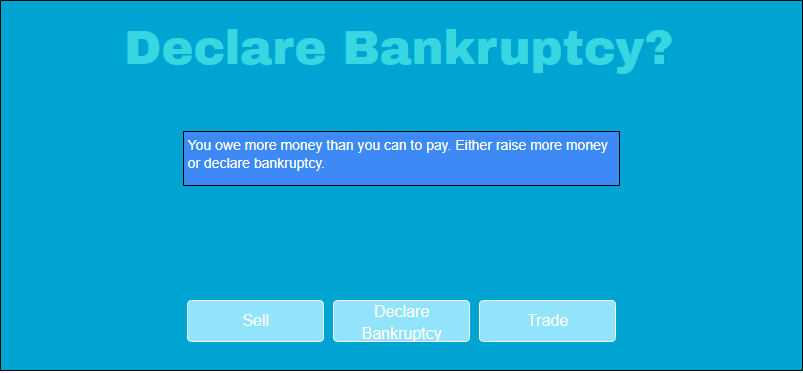 Declare Bankruptcy?
You owe more money than you can to pay. Either raise more money
or declare bankruptcy.
Sell
Declare
Bankruptcy
Trade